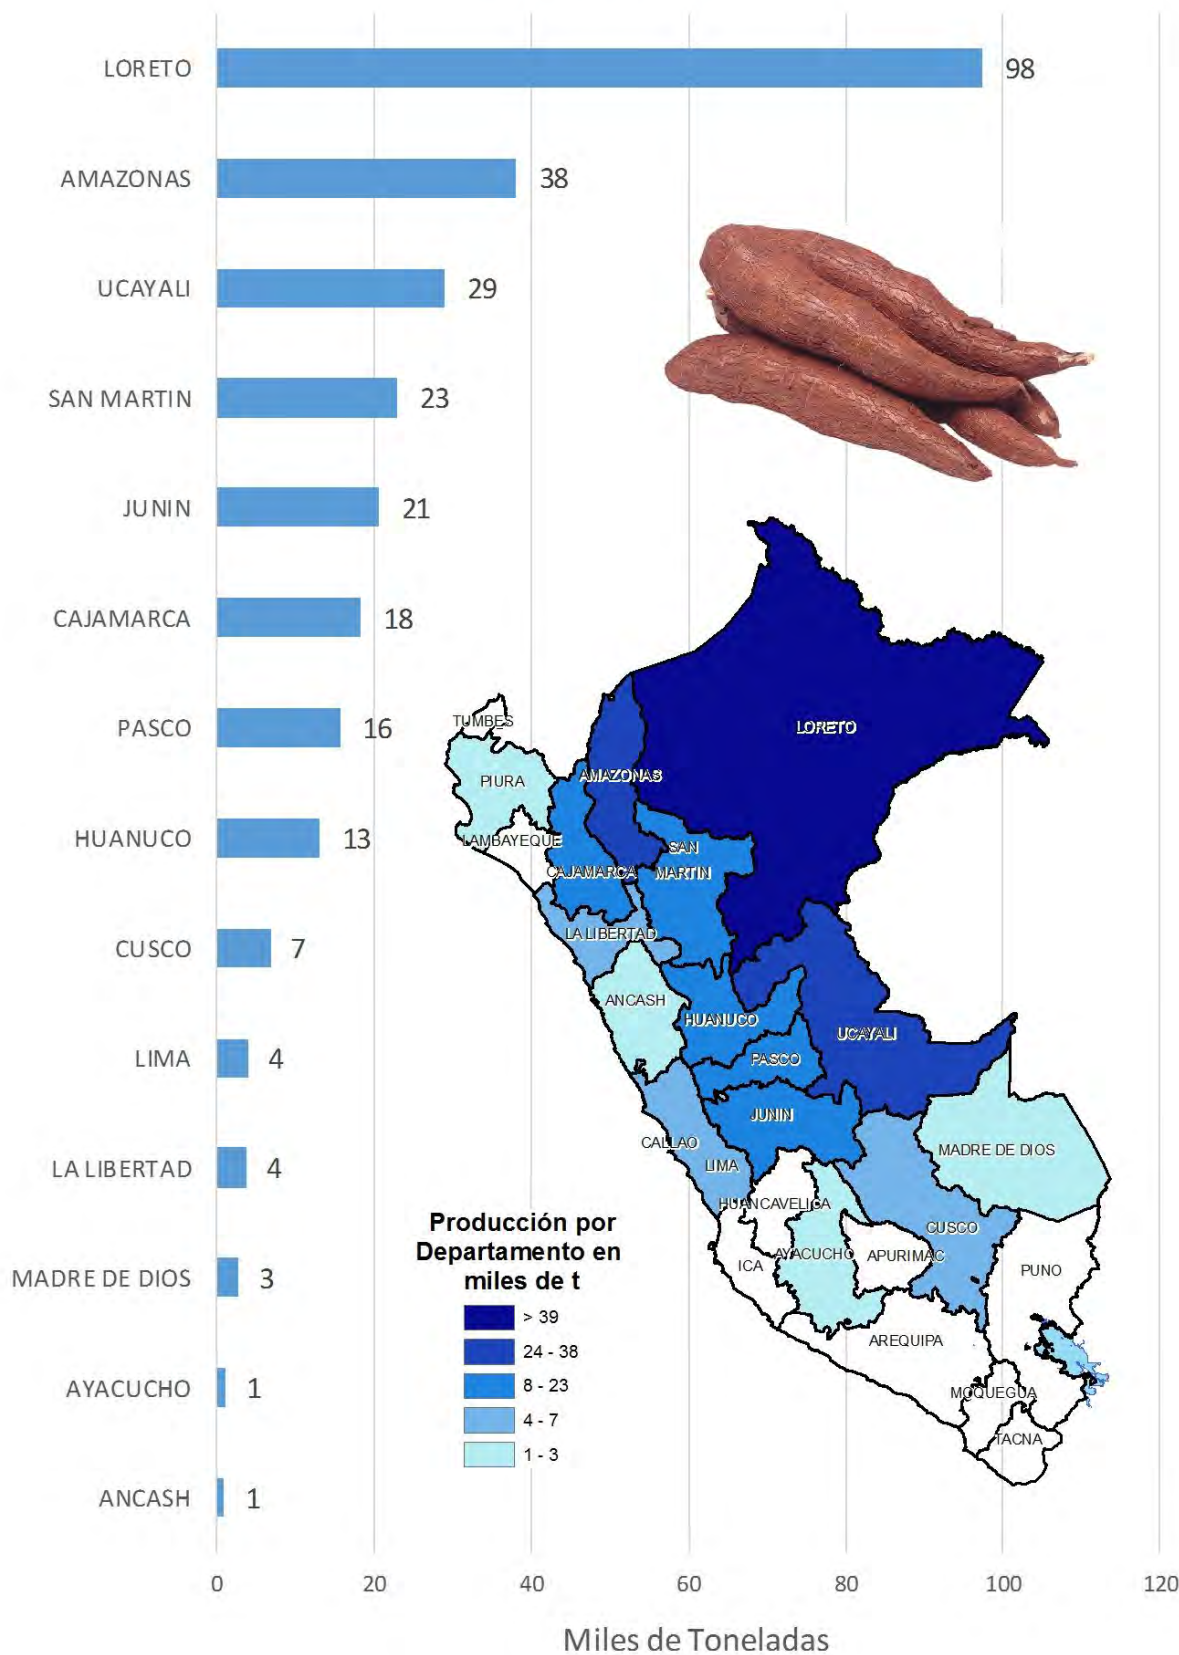 LORETO 98
AMAZONAS 38
UCAYALI 29
SAN MARTIN 23
JUNIN 21
CAJAMARCA 18
PASCO 16
HUANUCO 13
CUSCO 7
LIMA 4
LA LIBERTAD 4
MADRE DE DIOS 3
AYACUCHO 1
ANCASH 1
0 20 40 60 80 100 120
Miles de Toneladas
TUMBES
PIURA
LAMBAYEQUE
AMAZONAS
LORETO
CAJAMARCA
SAN
MARTIN
LA LIBERTAD
ANCASH
HUANUCO
UCAYALI
PASCO
JUNIN
CALLAO
LIMA
MADRE DE DIOS
HUANCAVELICA
CUSCO
ICA
AYACUCHO
APURIMAC
PUNO
AREQUIPA
MOQUEGUA
TACNA
Producción por
Departamento en
miles de t
> 39
24 - 38
8 - 23
4 - 7
1 - 3